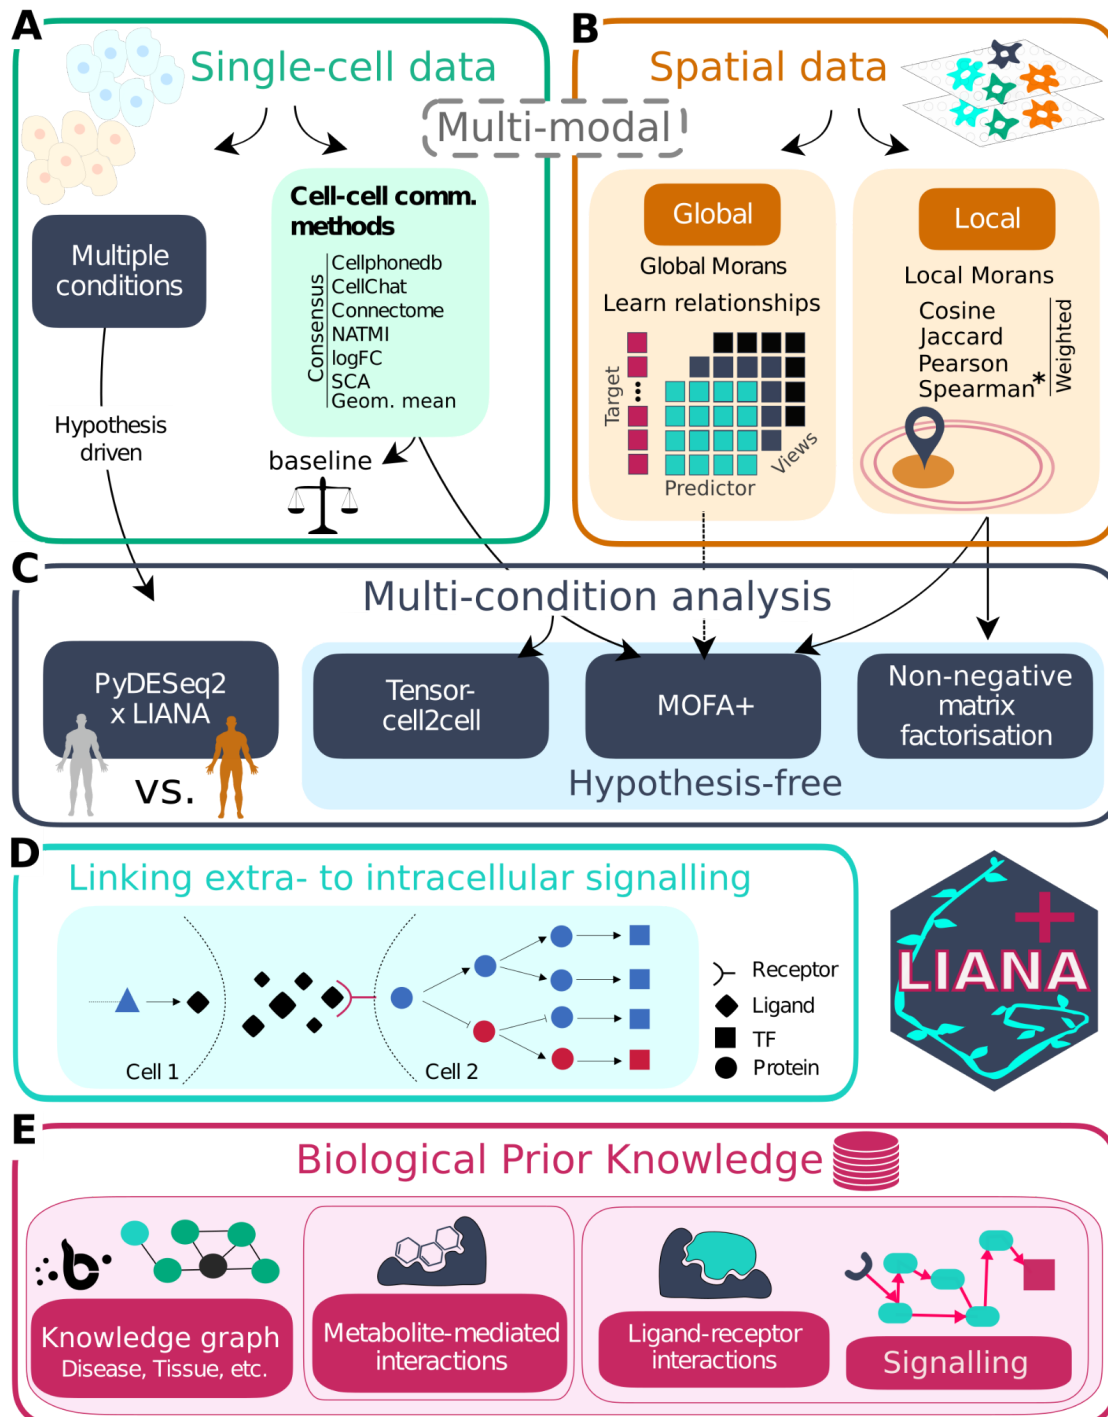 A
Single-cell data
B
Spatial data
Multi-modal
Multiple
conditions
Hypothesis
driven
Cell-cell comm.
methods
Consensus
Cellphonedb
CellChat
Connectome
NATMI
logFC
SCA
Geom. mean
baseline
Global
Global Morans
Learn relationships
Target
Predictor
Views
Local
Local Morans
Cosine
Jaccard
Pearson
Spearman*
Weighted
C
Multi-condition analysis
PyDESeq2
x LIANA
vs.
Tensor-
cell2cell
MOFA+
Non-negative
matrix
factorisation
Hypothesis-free
D
Linking extra- to intracellular signalling
Cell 1
Cell 2
Receptor
Ligand
TF
Protein
LIANA
+
E
Biological Prior Knowledge
Knowledge graph
Disease, Tissue, etc.
Metabolite-mediated
interactions
Ligand-receptor
interactions
Signalling